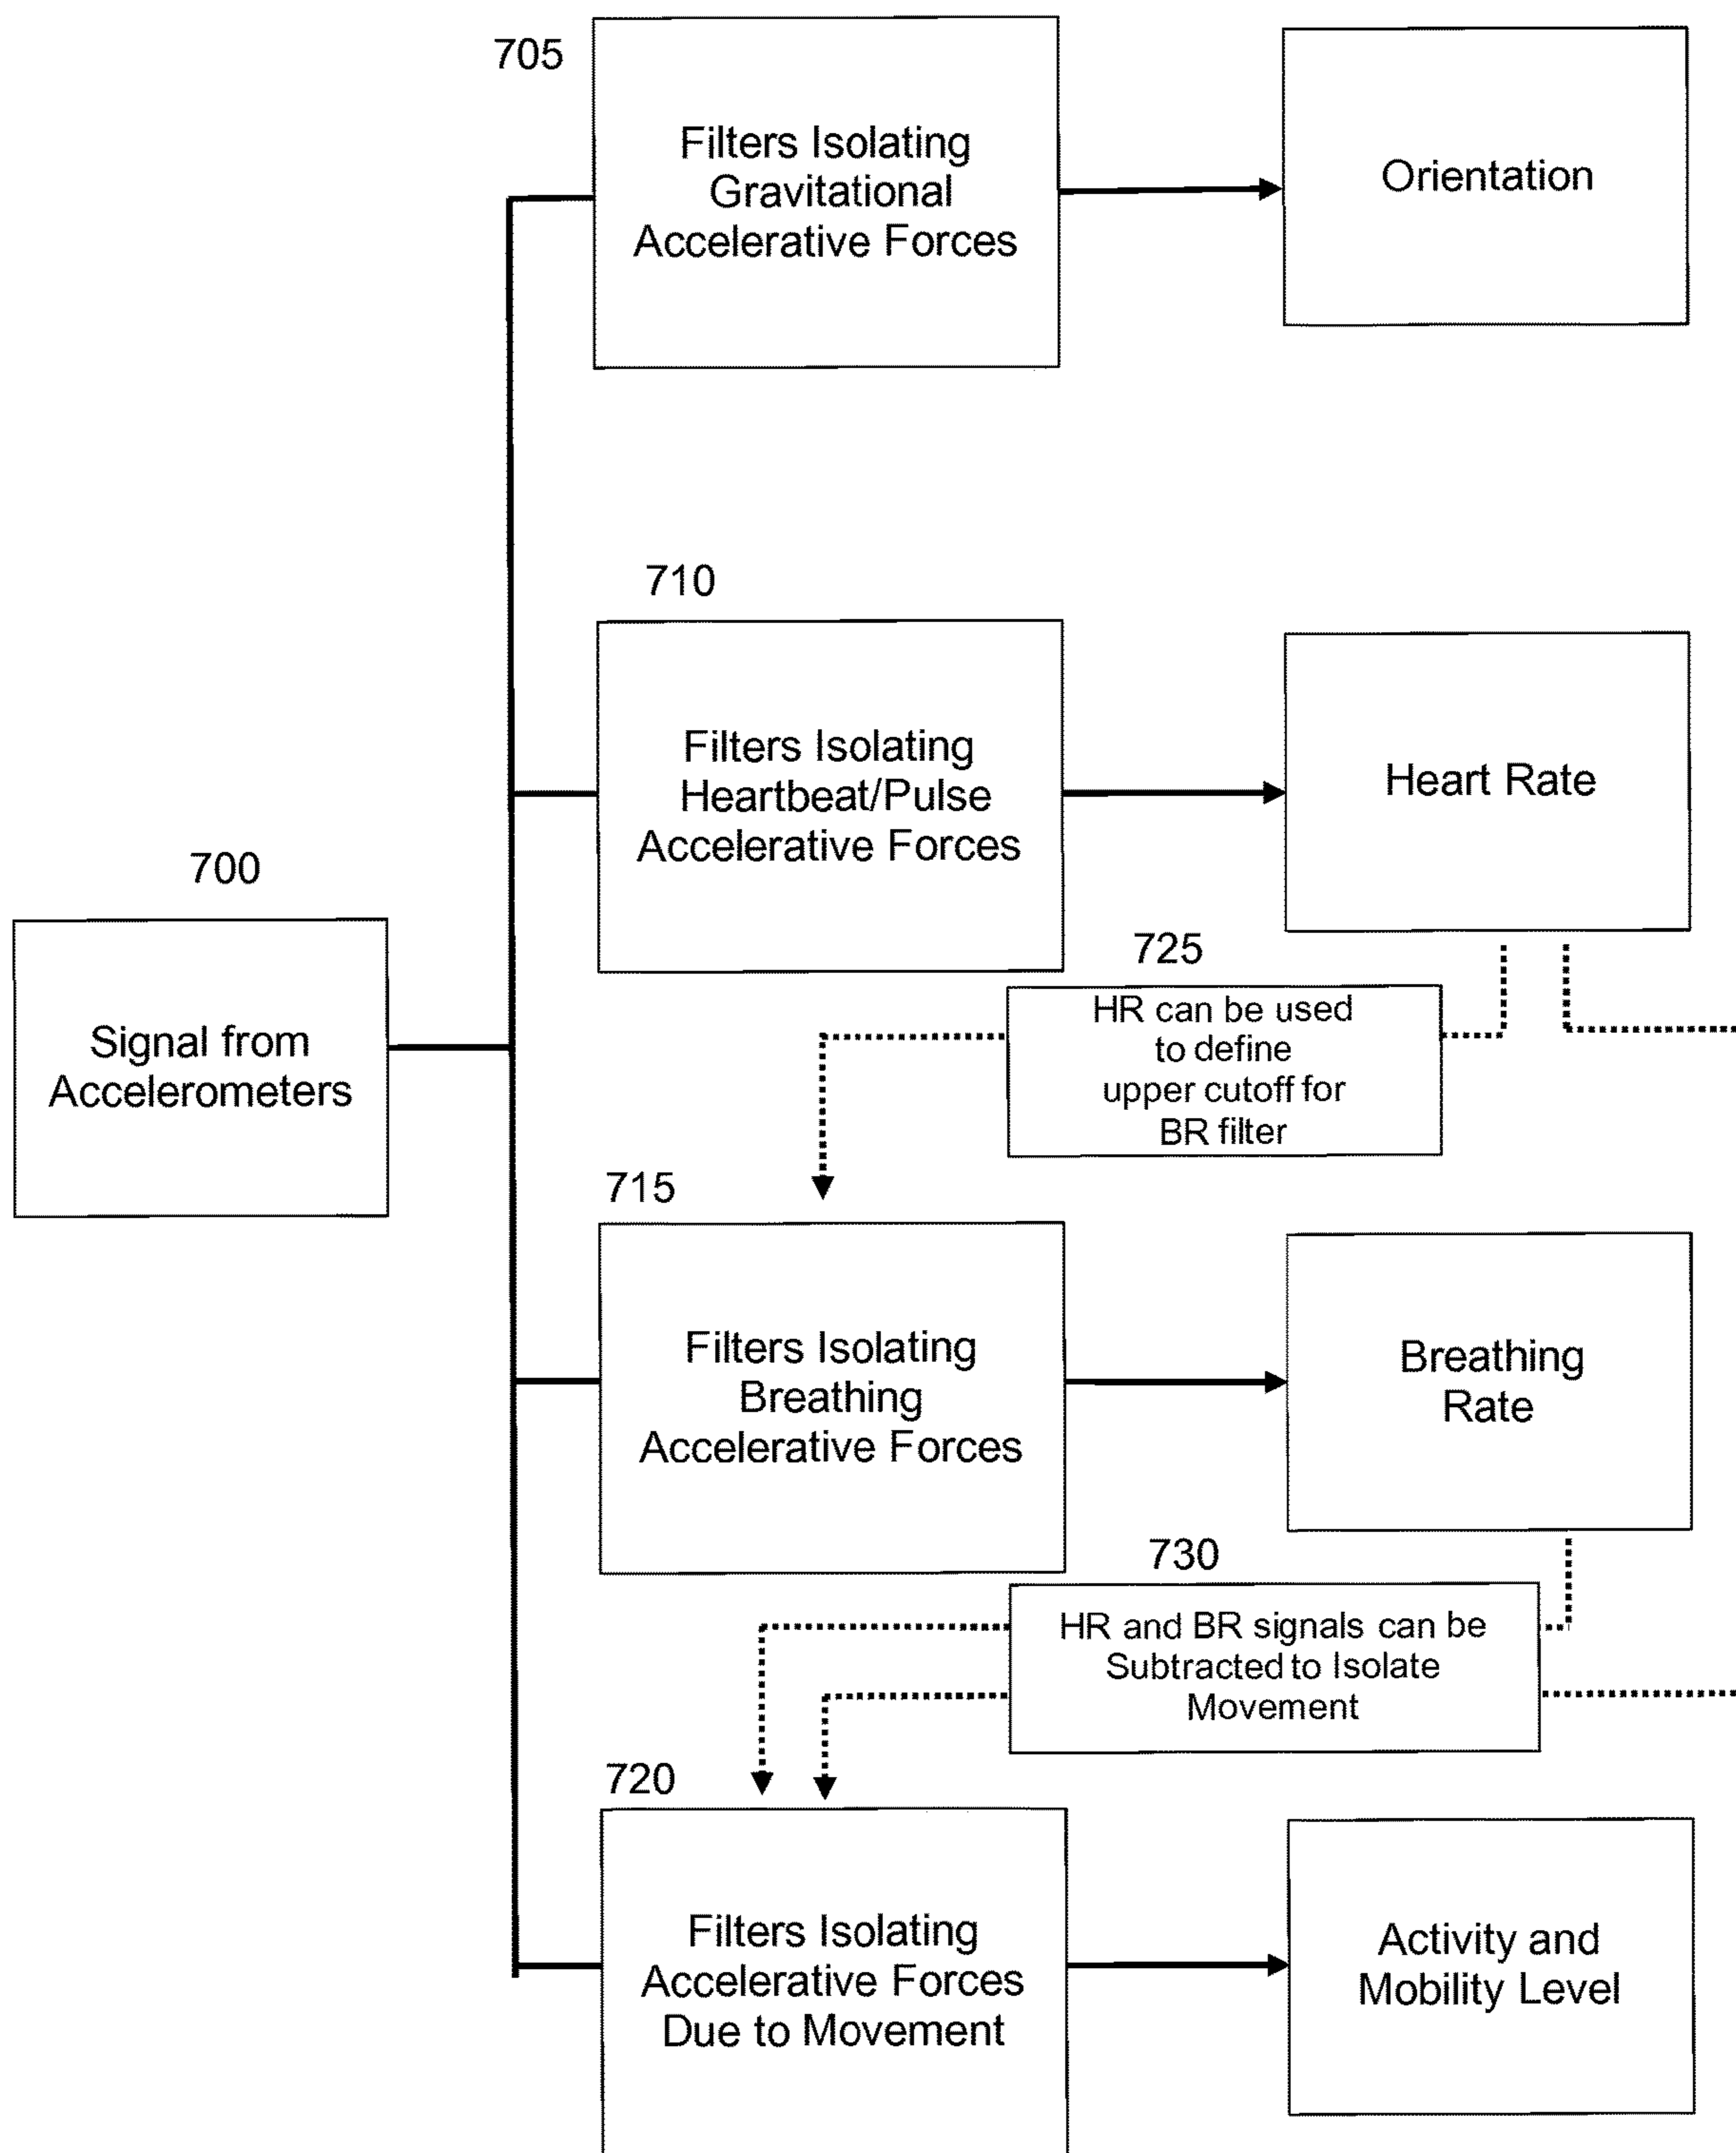 705
Filters Isolating
Gravitational
Accelerative Forces
Orientation
710
Filters Isolating
Heartbeat/Pulse
Accelerative Forces
Heart Rate
700
Signal from
Accelerometers
725
HR can be used
to define
upper cutoff for
BR filter
715
Filters Isolating
Breathing
Accelerative Forces
Breathing
Rate
730
HR and BR signals can be
Subtracted to Isolate
Movement
720
Filters Isolating
Accelerative Forces
Due to Movement
Activity and
Mobility Level